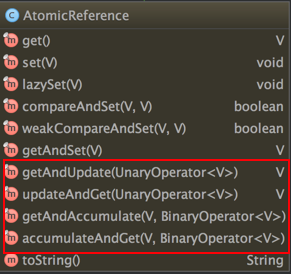 AtomicReference
get() V
set(V) void
lazySet(V) void
compareAndSet(V, V) boolean
weakCompareAndSet(V, V) boolean
getAndSet(V) V
getAndUpdate(UnaryOperator<V>) V
updateAndGet(UnaryOperator<V>) V
getAndAccumulate(V, BinaryOperator<V>)
accumulateAndGet(V, BinaryOperator<V>)
toString() String